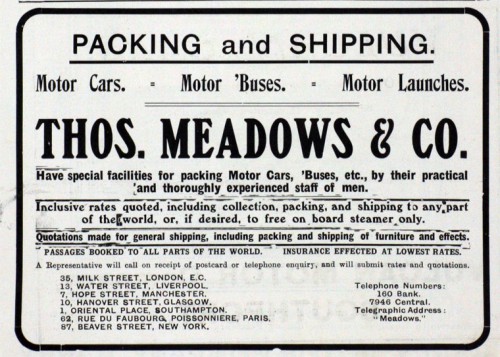 PACKING and SHIPPING.
Motor Cars. = Motor 'Buses. = Motor Launches.
THOS. MEADOWS & CO.
Have special facilities for packing Motor Cars, 'Buses, etc., by their practical
and thoroughly experienced staff of men.
Inclusive rates quoted, including collection, packing, and shipping to any part
of the world, or, if desired, to free on board steamer only.
Quotations made for general shipping, including packing and shipping of furniture and effects.
PASSAGES BOOKED TO ALL PARTS OF THE WORLD. INSURANCE EFFECTED AT LOWEST RATES.
A Representative will call on receipt of postcard or telephone enquiry, and will submit rates and quotations.
35, MILK STREET, LONDON, E.C.
13, WATER STREET, LIVERPOOL.
7, HOPE STREET, MANCHESTER.
10, HANOVER STREET, GLASGOW.
1, ORIENTAL PLACE, SOUTHAMPTON.
62, RUE DU FAUBOURG, POISSONNIERE, PARIS.
87, BEAVER STREET, NEW YORK.
Telephone Numbers:
160 Bank.
7946 Central.
Telegraphic Address:
"Meadows."